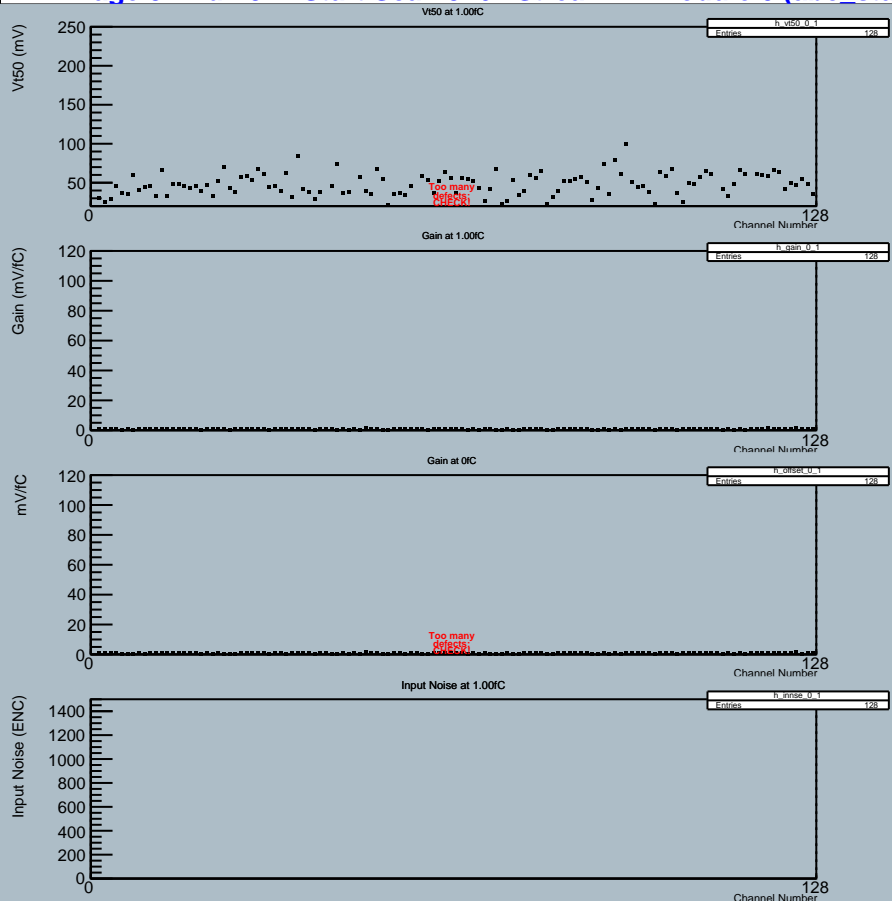 Vt50 at 1.00fC
h_vt50_0_1
Entries 128
Vt50 (mV)
250
200
150
100
50
Too many
defects:
CHECK!
0
128
Channel Number
Gain at 1.00fC
h_gain_0_1
Entries 128
Gain (mV/fC)
120
100
80
60
40
20
0
0
128
Channel Number
Gain at 0fC
h_offset_0_1
Entries 128
mV/fC
120
100
80
60
40
20
Too many
defects:
CHECK!
0
0
128
Channel Number
Input Noise at 1.00fC
h_innse_0_1
Entries 128
Input Noise (ENC)
1400
1200
1000
800
600
400
200
0
0
128
Channel Number